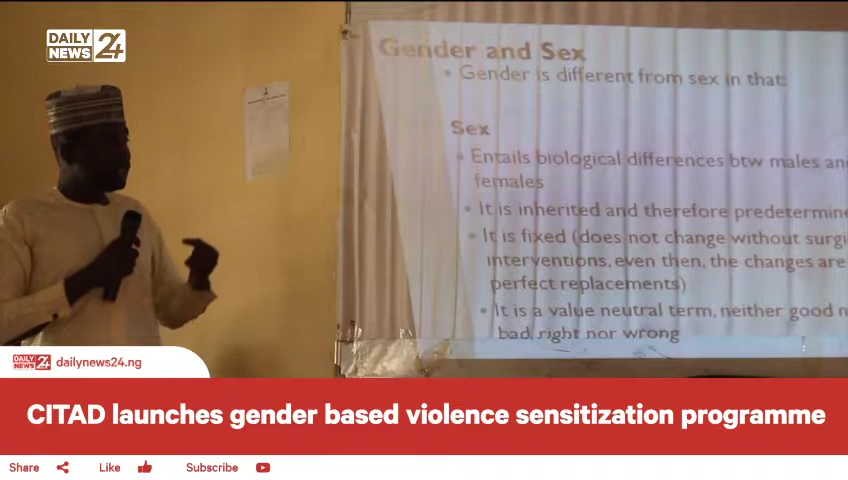 DAILY
NEWS 24
Gender and Sex
• Gender is different from sex in that:
Sex
• Entails biological differences btw males an
females
• It is inherited and therefore predetermine
• It is fixed (does not change without surgi
interventions, even then, the changes are
perfect replacements)
• It is a value neutral term, neither good n
bad, right nor wrong
DAILY
NEWS 24
dailynews24.ng
CITAD launches gender based violence sensitization programme
Share
Like
Subscribe